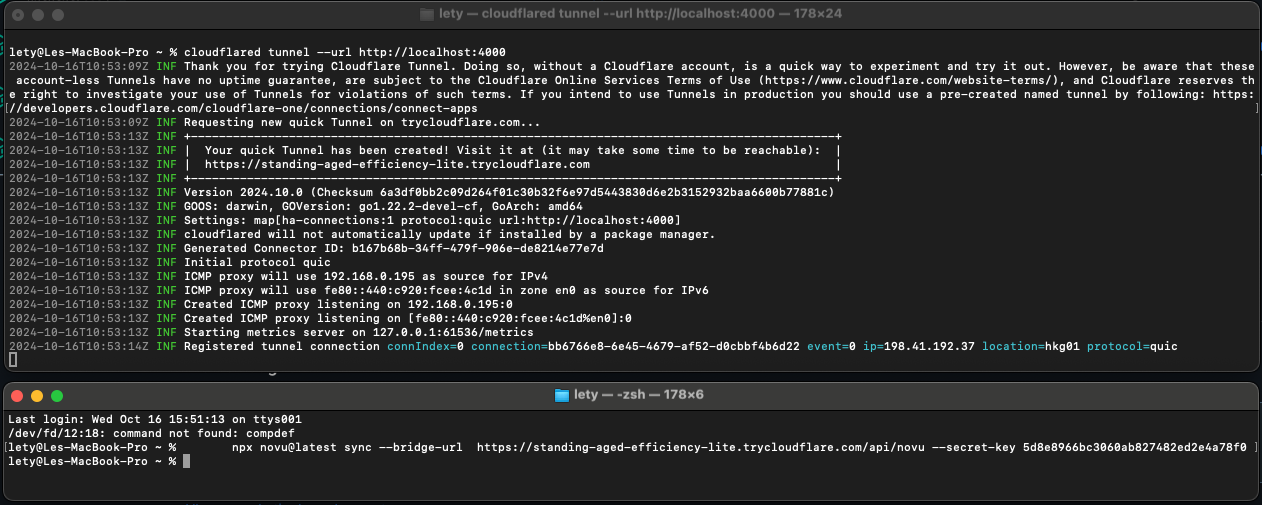 lety — cloudflared tunnel --url http://localhost:4000 — 178×24
lety@Les-MacBook-Pro ~ % cloudflared tunnel --url http://localhost:4000
2024-10-16T10:53:09Z INF Thank you for trying Cloudflare Tunnel. Doing so, without a Cloudflare account, is a quick way to experiment and try it out. However, be aware that these
account-less Tunnels have no uptime guarantee, are subject to the Cloudflare Online Services Terms of Use (https://www.cloudflare.com/website-terms/), and Cloudflare reserves th
e right to investigate your use of Tunnels for violations of such terms. If you intend to use Tunnels in production you should use a pre-created named tunnel by following: https:
[//developers.cloudflare.com/cloudflare-one/connections/connect-apps ]
2024-10-16T10:53:09Z INF Requesting new quick Tunnel on trycloudflare.com...
2024-10-16T10:53:13Z INF +--------------------------------------------------------------------------------------------+
2024-10-16T10:53:13Z INF |  Your quick Tunnel has been created! Visit it at (it may take some time to be reachable):  |
2024-10-16T10:53:13Z INF |  https://standing-aged-efficiency-lite.trycloudflare.com                                   |
2024-10-16T10:53:13Z INF +--------------------------------------------------------------------------------------------+
2024-10-16T10:53:13Z INF Version 2024.10.0 (Checksum 6a3df0bb2c09d264f01c30b32f6e97d5443830d6e2b3152932baa6600b77881c)
2024-10-16T10:53:13Z INF GOOS: darwin, GOVersion: go1.22.2-devel-cf, GoArch: amd64
2024-10-16T10:53:13Z INF Settings: map[ha-connections:1 protocol:quic url:http://localhost:4000]
2024-10-16T10:53:13Z INF cloudflared will not automatically update if installed by a package manager.
2024-10-16T10:53:13Z INF Generated Connector ID: b167b68b-34ff-479f-906e-de8214e77e7d
2024-10-16T10:53:13Z INF Initial protocol quic
2024-10-16T10:53:13Z INF ICMP proxy will use 192.168.0.195 as source for IPv4
2024-10-16T10:53:13Z INF ICMP proxy will use fe80::440:c920:fcee:4c1d in zone en0 as source for IPv6
2024-10-16T10:53:13Z INF Created ICMP proxy listening on 192.168.0.195:0
2024-10-16T10:53:13Z INF Created ICMP proxy listening on [fe80::440:c920:fcee:4c1d%en0]:0
2024-10-16T10:53:13Z INF Starting metrics server on 127.0.0.1:61536/metrics
2024-10-16T10:53:14Z INF Registered tunnel connection connIndex=0 connection=bb6766e8-6e45-4679-af52-d0cbbf4b6d22 event=0 ip=198.41.192.37 location=hkg01 protocol=quic
lety — -zsh — 178×6
Last login: Wed Oct 16 15:51:13 on ttys001
/dev/fd/12:18: command not found: compdef
[lety@Les-MacBook-Pro ~ %        npx novu@latest sync --bridge-url  https://standing-aged-efficiency-lite.trycloudflare.com/api/novu --secret-key 5d8e8966bc3060ab827482ed2e4a78f0 ]
lety@Les-MacBook-Pro ~ %